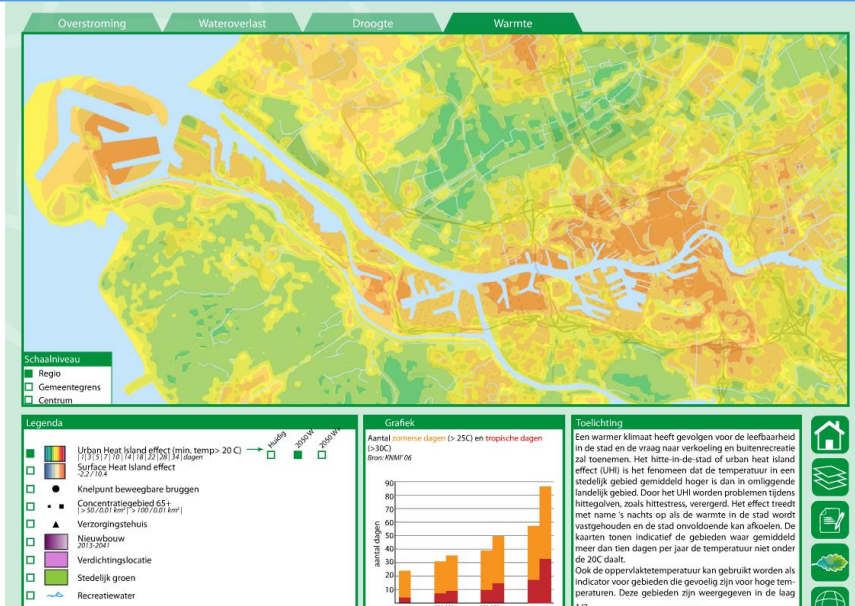 Overstroming
Wateroverlast
Droogte
Warmte
Schaalniveau
Regio
Gemeentegrens
Centrum
Legenda
Urban Heat Island effect (min. temp> 20 C)
|1|3|5|7|10|14|18|22|28|34|dagen
Huidig
2050 W
2050 W+
Surface Heat Island effect
-2.2 / 10.4
Knelpunt beweegbare bruggen
Concentratiegebied 65+
|> 50 / 0.01 km² |> 100 / 0.01 km² |
Verzorgingstehuis
Nieuwbouw
2013-2041
Verdichtingslocatie
Stedelijk groen
Recreatiewater
Grafiek
Aantal zomerse dagen (> 25C) en tropische dagen
(>30C)
Bron: KNMI' 06
aantal dagen
90
80
70
60
50
40
30
20
10
Toelichting
Een warmer klimaat heeft gevolgen voor de leefbaarheid
in de stad en de vraag naar verkoeling en buitenrecreatie
zal toenemen. Het hitte-in-de-stad of urban heat island
effect (UHI) is het fenomeen dat de temperatuur in een
stedelijk gebied gemiddeld hoger is dan in omliggende
landelijk gebied. Door het UHI worden problemen tijdens
hittegolven, zoals hittestress, verergerd. Het effect treedt
met name 's nachts op als de warmte in de stad wordt
vastgehouden en de stad onvoldoende kan afkoelen. De
kaarten tonen indicatief de gebieden waar gemiddeld
meer dan tien dagen per jaar de temperatuur niet onder
de 20C daalt.
Ook de oppervlaktetemperatuur kan gebruikt worden als
indicator voor gebieden die gevoelig zijn voor hoge tem-
peraturen. Deze gebieden zijn weergegeven in de laag